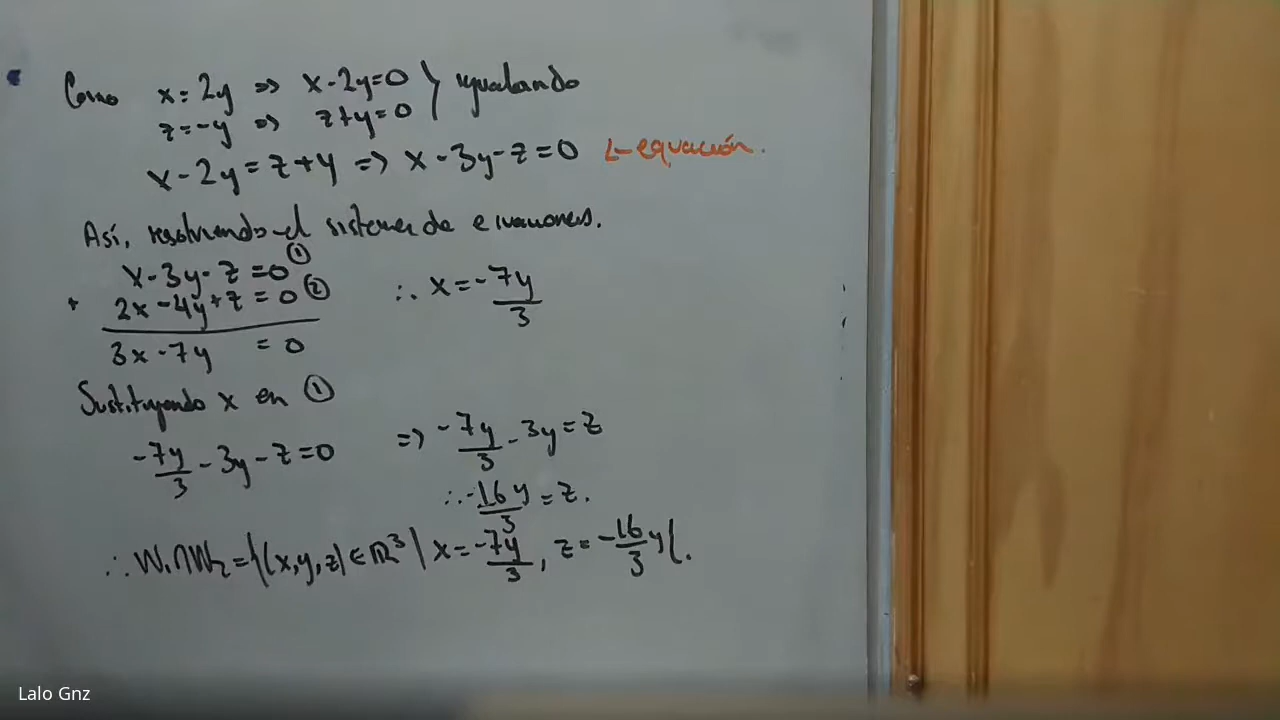 Como x = 2y => x - 2y = 0 } igualando
z = -y => z + y = 0
x - 2y = z + y => x - 3y - z = 0 ← equación.
Así, resolviendo el sistema de ecuaciones.
x - 3y - z = 0 ①
+ 2x - 4y + z = 0 ②
3x - 7y = 0
∴ x = -7y/3
Sustituyendo x en ①
-7y/3 - 3y - z = 0 => -7y/3 - 3y = z
∴ -16y/3 = z.
∴ W₁∩W₂ = {(x,y,z) ∈ ℝ³ | x = -7y/3, z = -16/3 y}.
Lalo Gnz